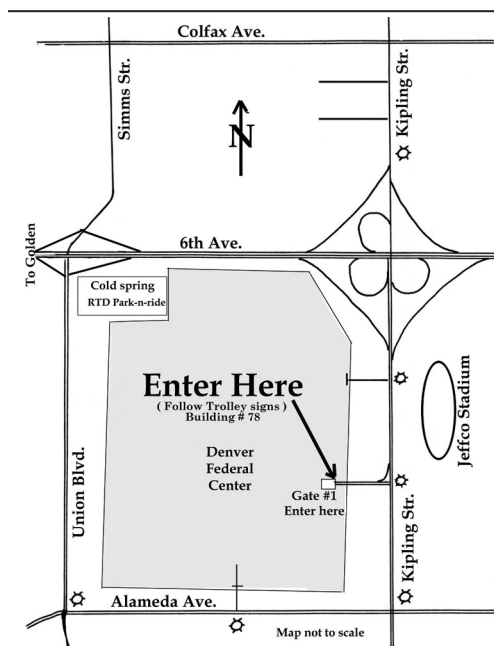 Colfax Ave.
Simms Str.
Kipling Str.
N
To Golden
6th Ave.
Cold spring
RTD Park-n-ride
Enter Here
( Follow Trolley signs )
Building # 78
Denver
Federal
Center
Gate #1
Enter here
Jeffco Stadium
Union Blvd.
Kipling Str.
Alameda Ave.
Map not to scale